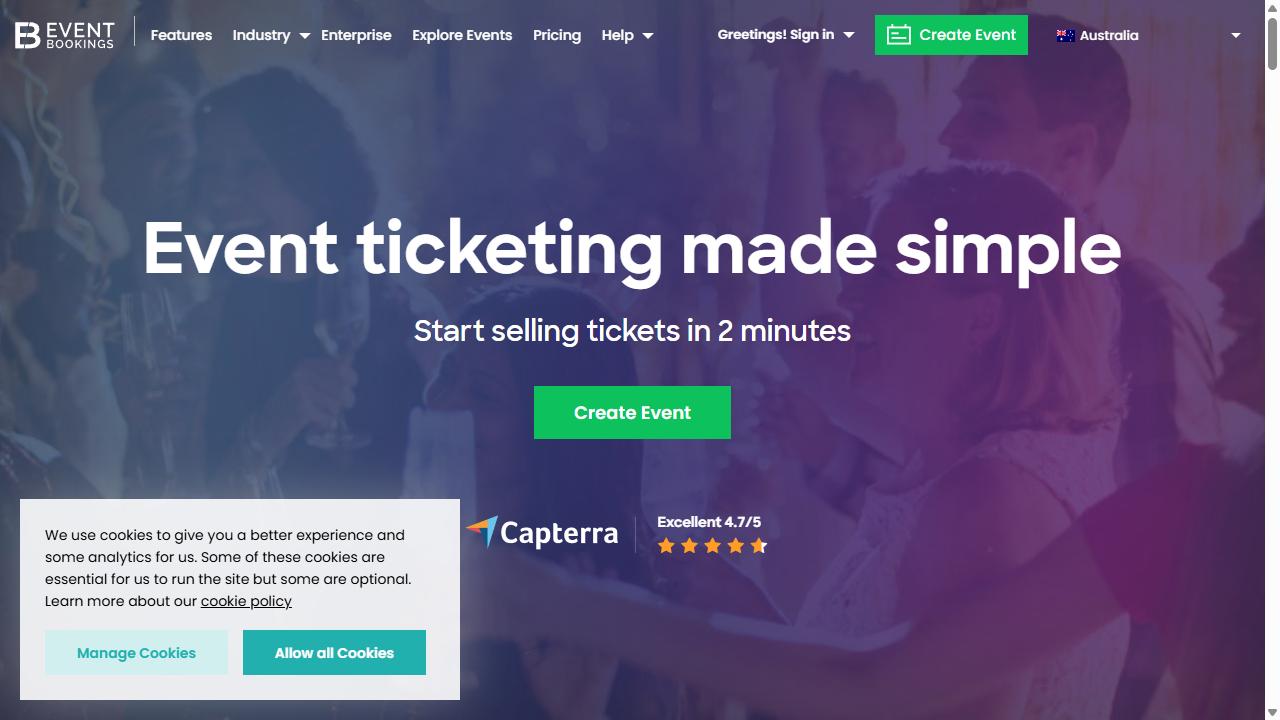 EVENT BOOKINGS
Features Industry Enterprise Explore Events Pricing Help Greetings! Sign in Create Event Australia
Event ticketing made simple
Start selling tickets in 2 minutes
Create Event
Capterra
Excellent 4.7/5
We use cookies to give you a better experience and
some analytics for us. Some of these cookies are
essential for us to run the site but some are optional.
Learn more about our cookie policy
Manage Cookies Allow all Cookies